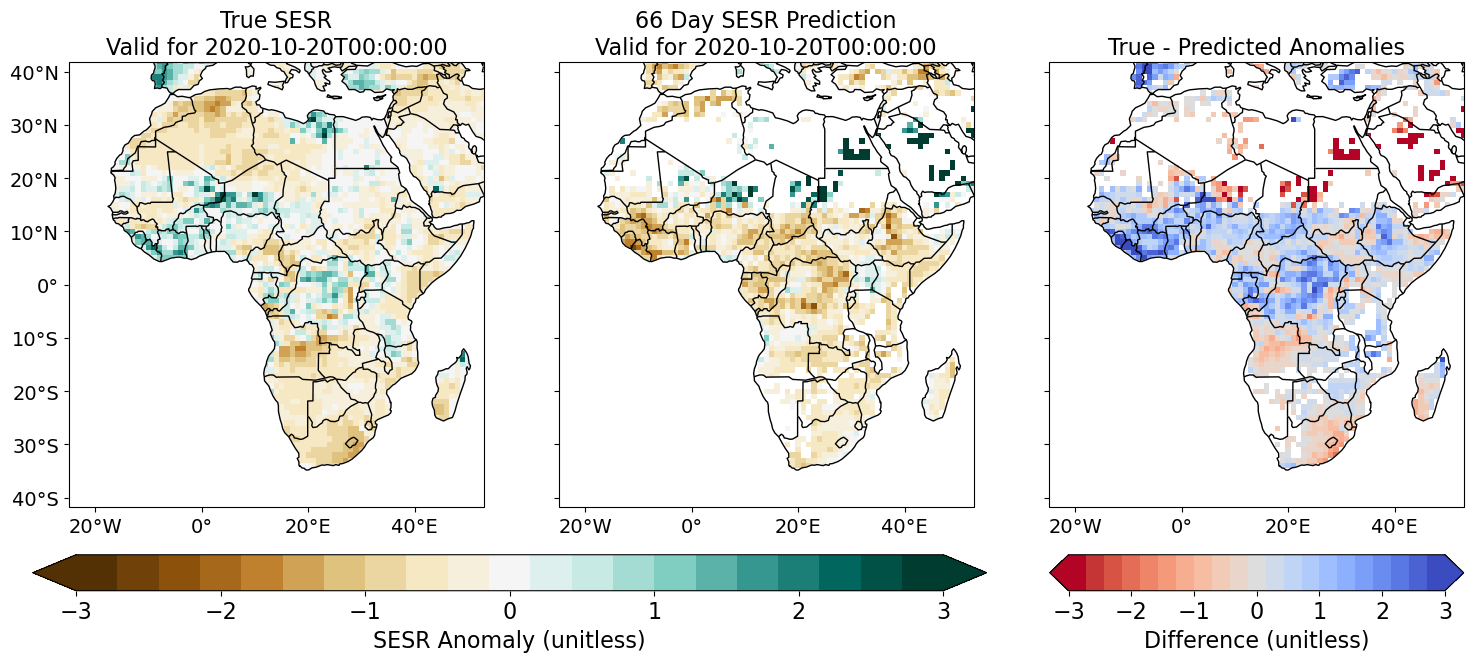 True SESR
Valid for 2020-10-20T00:00:00
66 Day SESR Prediction
Valid for 2020-10-20T00:00:00
True - Predicted Anomalies
40°N
30°N
20°N
10°N
0°
10°S
20°S
30°S
40°S
20°W 0° 20°E 40°E
20°W 0° 20°E 40°E
20°W 0° 20°E 40°E
−3 −2 −1 0 1 2 3
SESR Anomaly (unitless)
−3 −2 −1 0 1 2 3
Difference (unitless)